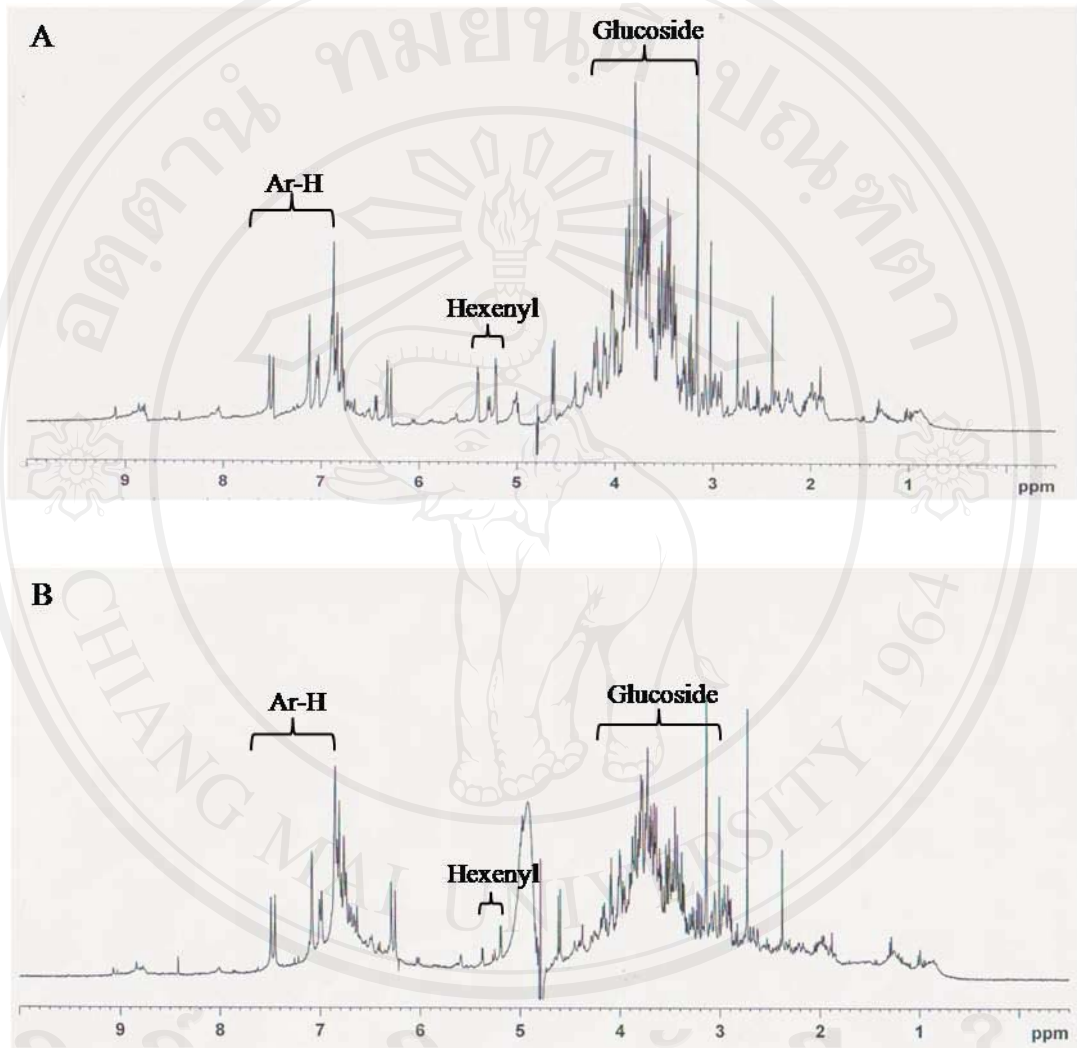 A
Glucoside
Ar-H
Hexenyl
9 8 7 6 5 4 3 2 1 ppm
B
Ar-H
Glucoside
Hexenyl
9 8 7 6 5 4 3 2 1 ppm
CHIANG MAI UNIVERSITY 1964